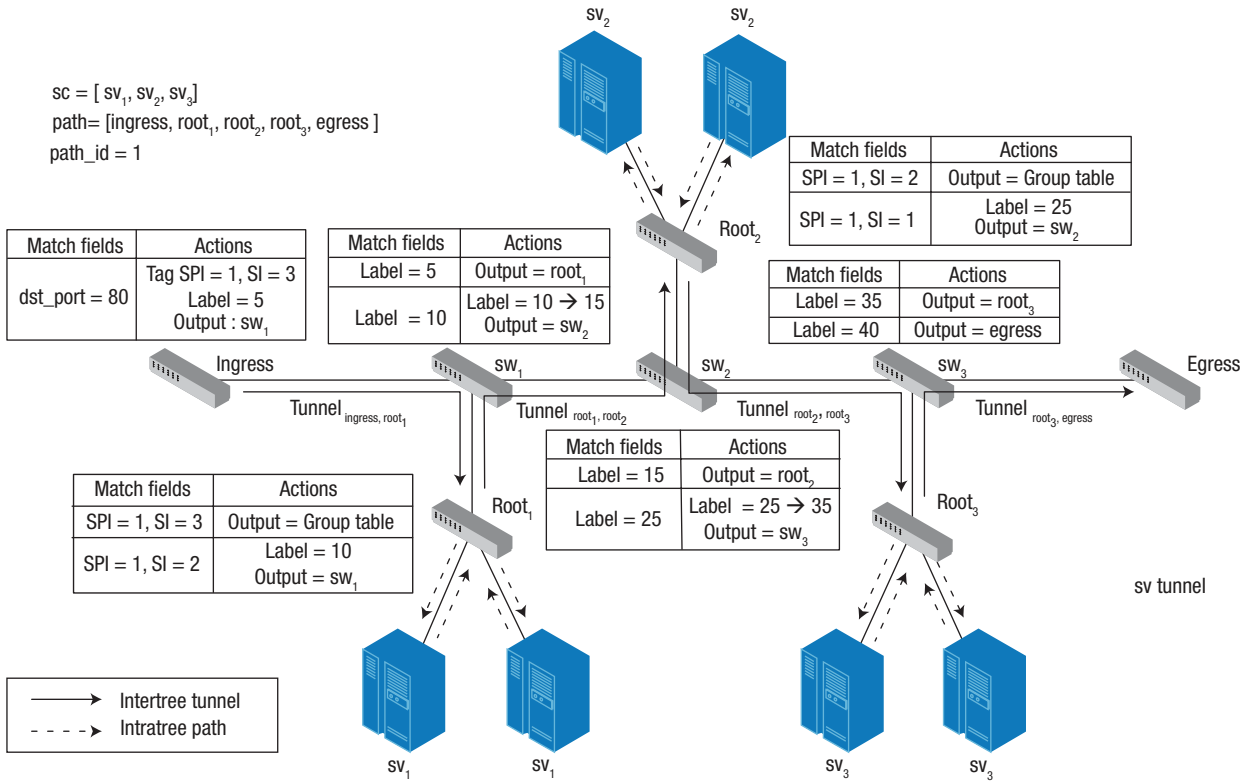 sv₂ sv₂
sc = [ sv₁, sv₂, sv₃]
path= [ingress, root₁, root₂, root₃, egress ]
path_id = 1
Match fields Actions
SPI = 1, SI = 2 Output = Group table
SPI = 1, SI = 1 Label = 25
Output = sw₂
Root₂
Match fields Actions
dst_port = 80 Tag SPI = 1, SI = 3
Label = 5
Output : sw₁
Match fields Actions
Label = 5 Output = root₁
Label = 10 Label = 10 → 15
Output = sw₂
Match fields Actions
Label = 35 Output = root₃
Label = 40 Output = egress
Ingress sw₁ sw₂ sw₃ Egress
Tunnel ingress, root₁
Tunnel root₁, root₂
Tunnel root₂, root₃
Tunnel root₃, egress
Match fields Actions
Label = 15 Output = root₂
Label = 25 Label = 25 → 35
Output = sw₃
Match fields Actions
SPI = 1, SI = 3 Output = Group table
SPI = 1, SI = 2 Label = 10
Output = sw₁
Root₁
Root₃
sv tunnel
Intertree tunnel
Intratree path
sv₁ sv₁ sv₃ sv₃